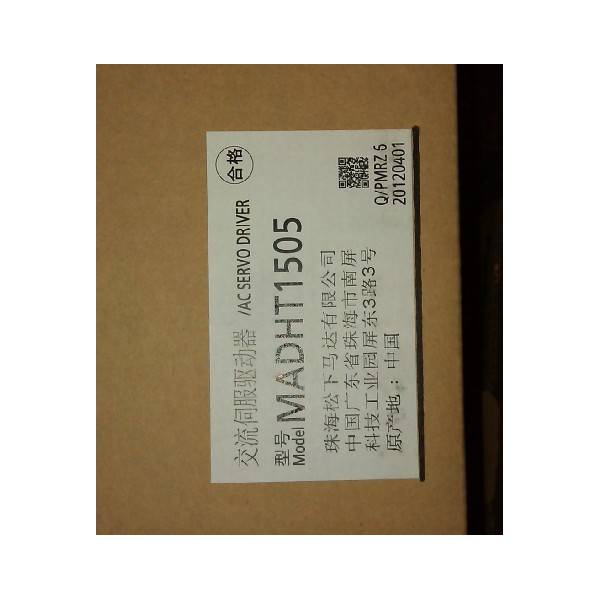 交流伺服驱动器 /AC SERVO DRIVER
合格
型号
Model MADHT1505
珠海松下马达有限公司
中国广东省珠海市南屏
科技工业园屏东3路3号
原产地：中国
Q/PMRZ 6
20120401